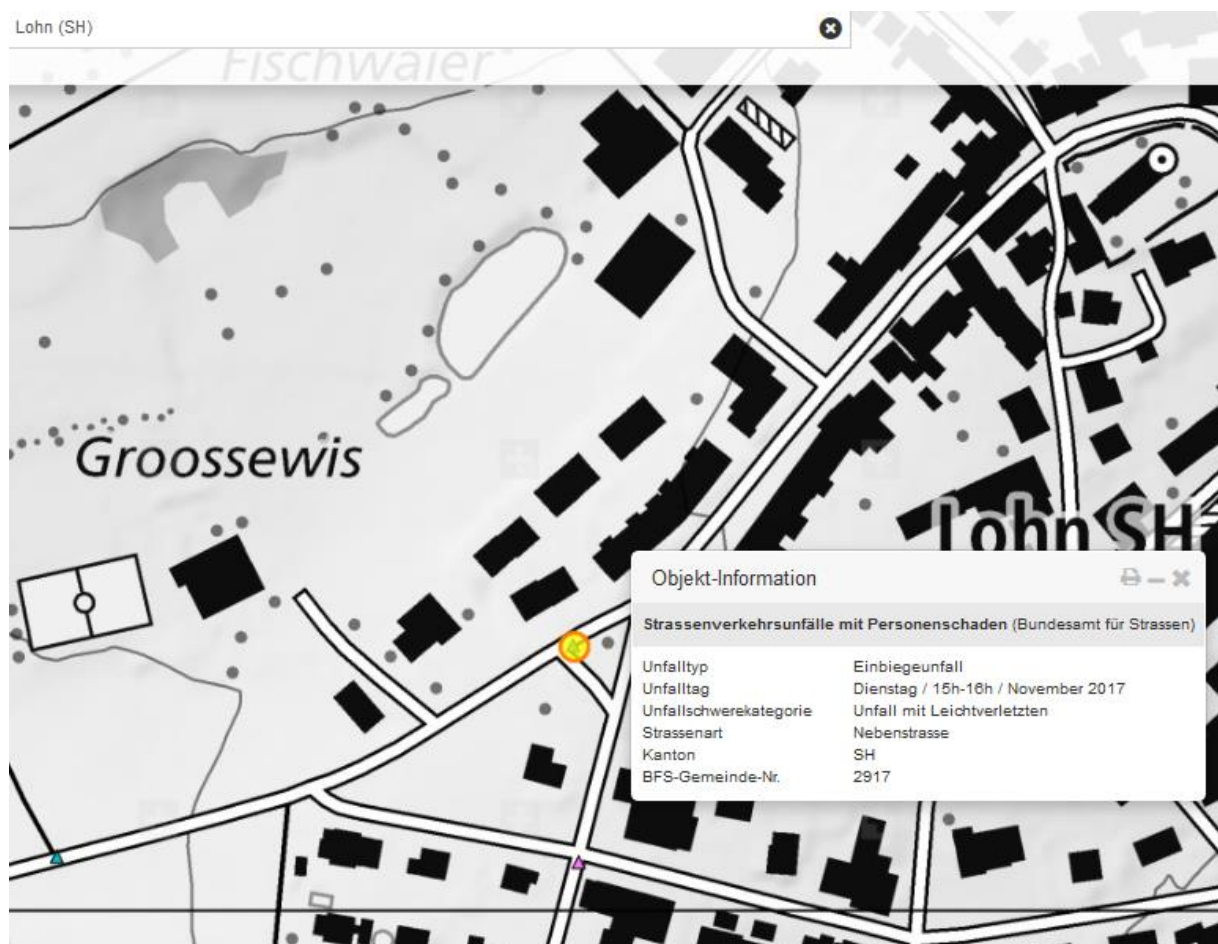 Lohn (SH)
Fischwaier
Groossewis
Lohn SH
Objekt-Information
Strassenverkehrsunfälle mit Personenschaden (Bundesamt für Strassen)
Unfalltyp Einbiegeunfall
Unfalltag Dienstag / 15h-16h / November 2017
Unfallschwerekategorie Unfall mit Leichtverletzten
Strassenart Nebenstrasse
Kanton SH
BFS-Gemeinde-Nr. 2917